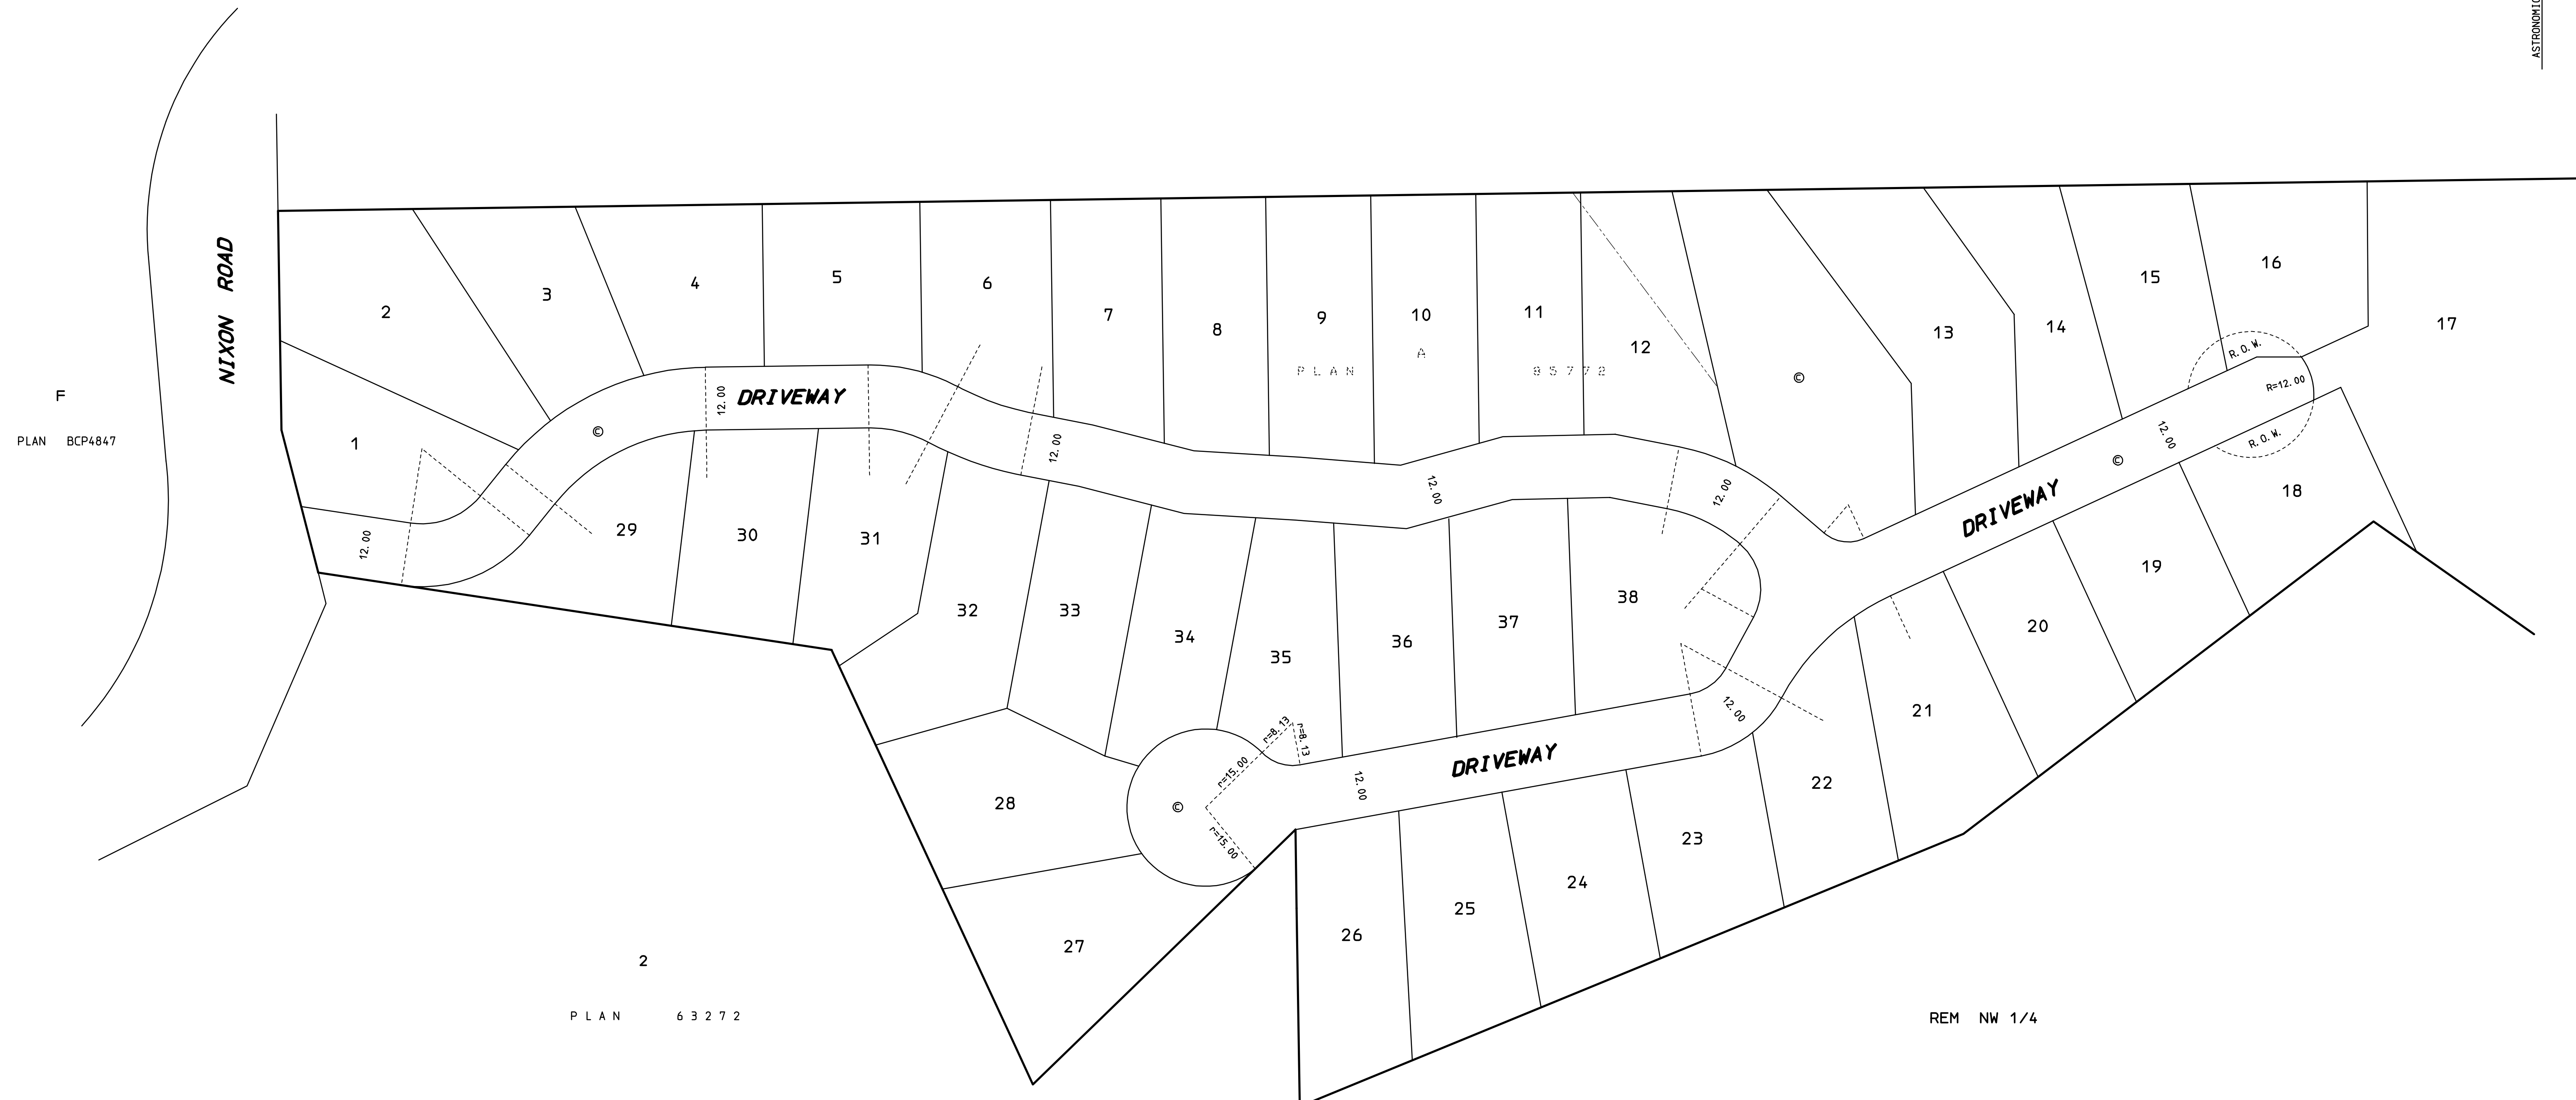 ASTRONOMIC
NIXON ROAD
F
PLAN BCP4847
2
3
4
5
6
7
8
9
10
11
12
13
14
15
16
17
1
©
12.00
12.00
DRIVEWAY
12.00
PLAN
A
85772
©
12.00
12.00
R.O.W.
R=12.00
R.O.W.
12.00
©
DRIVEWAY
18
19
20
21
22
23
24
25
26
27
28
29
30
31
32
33
34
35
36
37
38
r=8.13
r=8.13
r=15.00
r=15.00
©
12.00
DRIVEWAY
12.00
2
PLAN 63272
REM NW 1/4